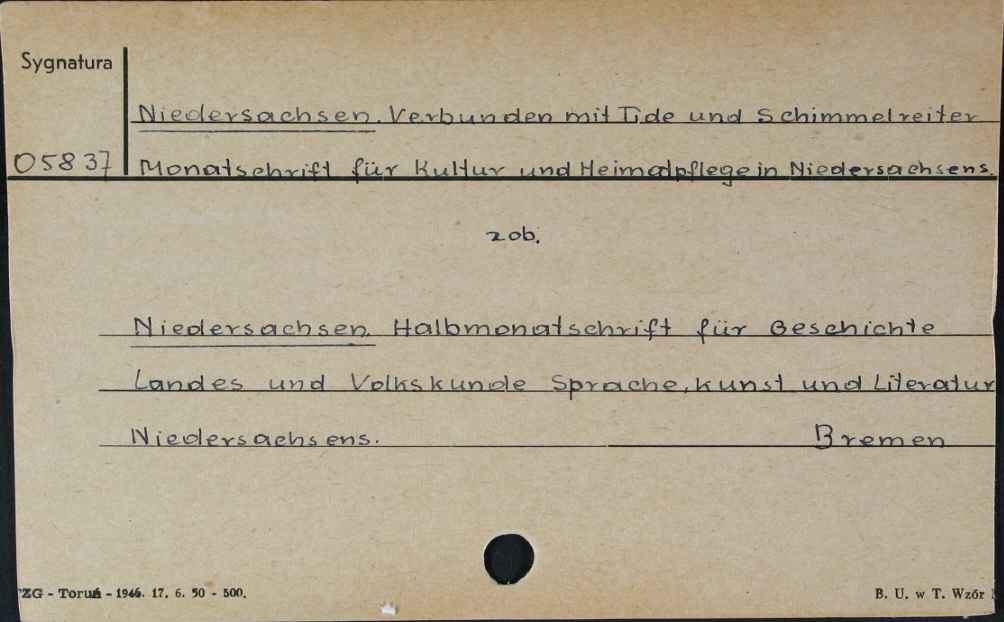 Sygnatura
Niedersachsen. Verbunden mit Tide und Schimmelreiter
05837 Monatschrift für Kultur und Heimatpflege in Niedersachsens.
zob.
Niedersachsen. Halbmonatschrift für Geschichte
Landes und Volkskunde Sprache, Kunst und Literatur
Niedersachsens. Bremen
ZG - Toruń - 1946. 17. 6. 50 - 500. B. U. w T. Wzór